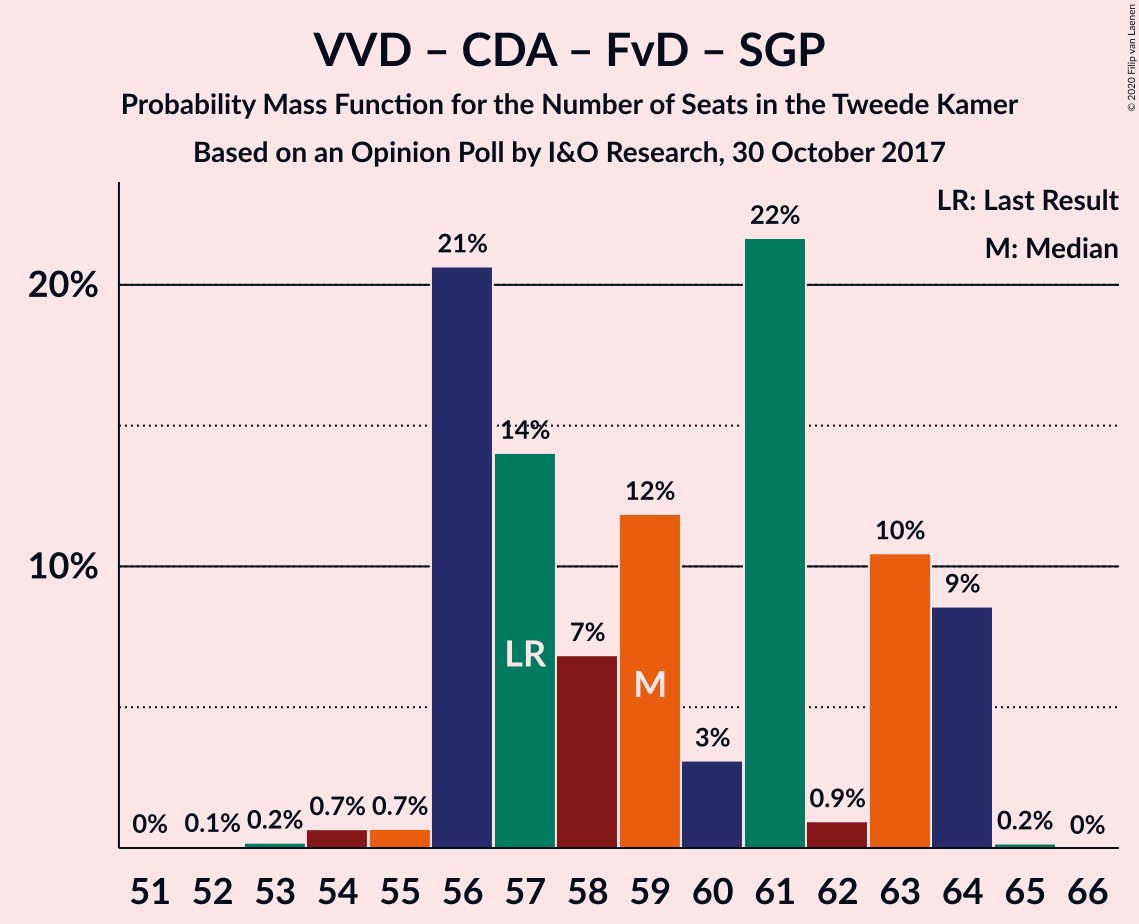 VVD – CDA – FvD – SGP
Probability Mass Function for the Number of Seats in the Tweede Kamer
Based on an Opinion Poll by I&O Research, 30 October 2017
© 2020 Filip van Laenen
LR: Last Result
M: Median
20%
10%
0%
0.1%
0.2%
0.7%
0.7%
21%
14%
7%
12%
3%
22%
0.9%
10%
9%
0.2%
0%
LR
M
51 52 53 54 55 56 57 58 59 60 61 62 63 64 65 66